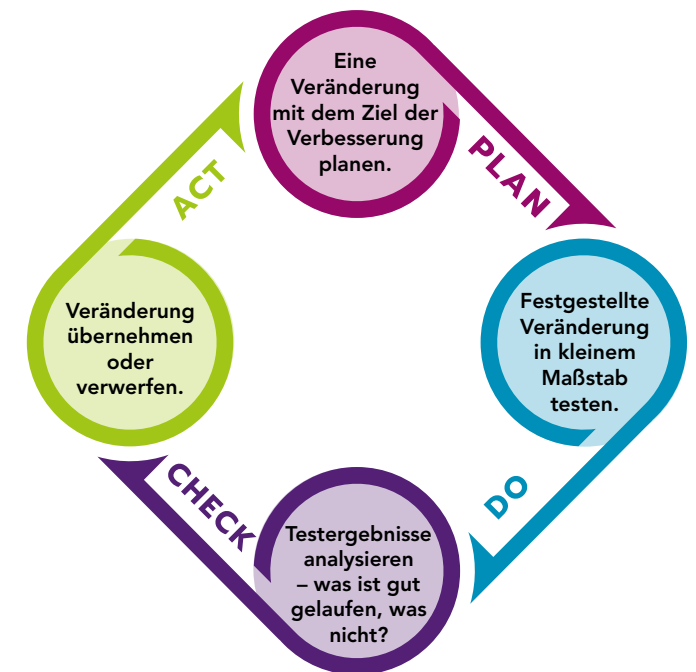 Eine
Veränderung
mit dem Ziel der
Verbesserung
planen.
PLAN
Festgestellte
Veränderung
in kleinem
Maßstab
testen.
DO
Testergebnisse
analysieren
– was ist gut
gelaufen, was
nicht?
CHECK
Veränderung
übernehmen
oder
verwerfen.
ACT